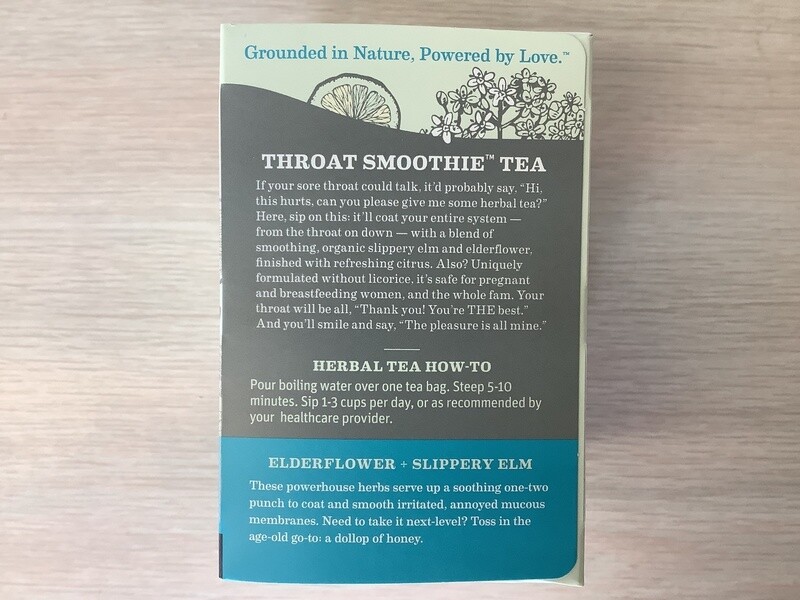 Grounded in Nature, Powered by Love.™
THROAT SMOOTHIE™ TEA
If your sore throat could talk, it'd probably say, "Hi,
this hurts, can you please give me some herbal tea?"
Here, sip on this: it'll coat your entire system —
from the throat on down — with a blend of
smoothing, organic slippery elm and elderflower,
finished with refreshing citrus. Also? Uniquely
formulated without licorice, it's safe for pregnant
and breastfeeding women, and the whole fam. Your
throat will be all, "Thank you! You're THE best."
And you'll smile and say, "The pleasure is all mine."
HERBAL TEA HOW-TO
Pour boiling water over one tea bag. Steep 5-10
minutes. Sip 1-3 cups per day, or as recommended by
your healthcare provider.
ELDERFLOWER + SLIPPERY ELM
These powerhouse herbs serve up a soothing one-two
punch to coat and smooth irritated, annoyed mucous
membranes. Need to take it next-level? Toss in the
age-old go-to: a dollop of honey.